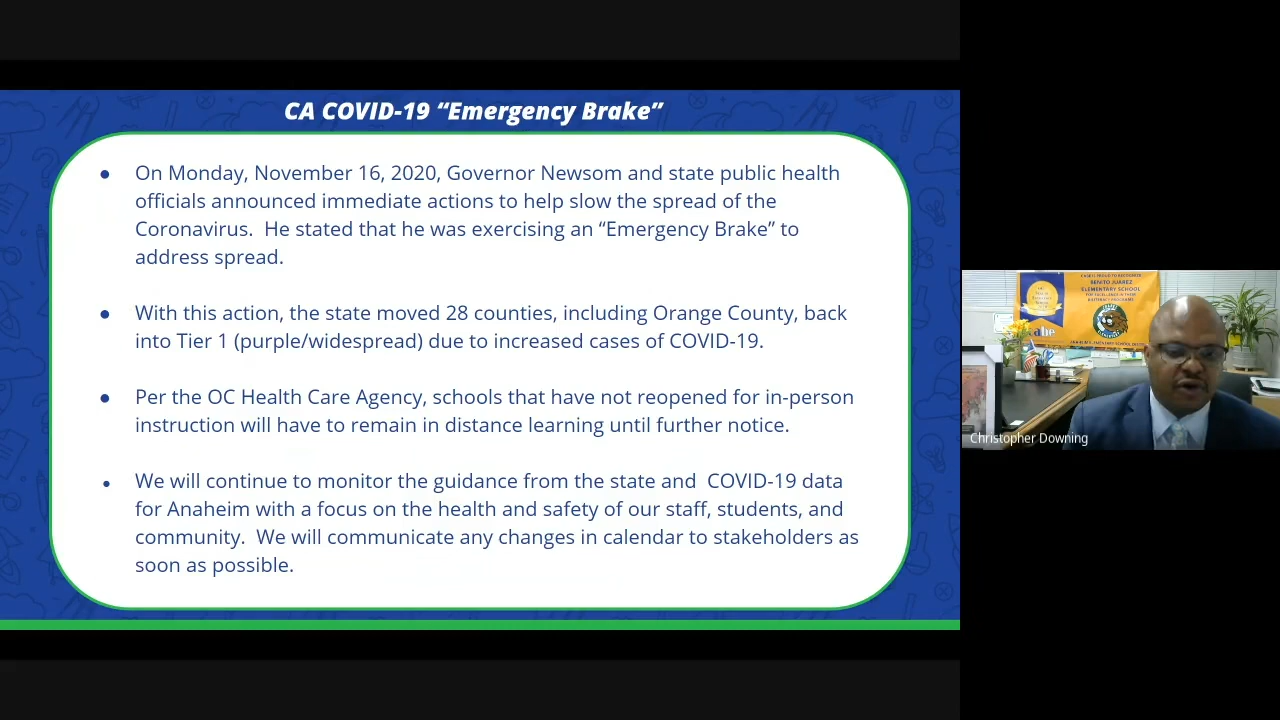 CA COVID-19 “Emergency Brake”
● On Monday, November 16, 2020, Governor Newsom and state public health
officials announced immediate actions to help slow the spread of the
Coronavirus.  He stated that he was exercising an “Emergency Brake” to
address spread.
● With this action, the state moved 28 counties, including Orange County, back
into Tier 1 (purple/widespread) due to increased cases of COVID-19.
● Per the OC Health Care Agency, schools that have not reopened for in-person
instruction will have to remain in distance learning until further notice.
● We will continue to monitor the guidance from the state and  COVID-19 data
for Anaheim with a focus on the health and safety of our staff, students, and
community.  We will communicate any changes in calendar to stakeholders as
soon as possible.
BENITO JUAREZ
ELEMENTARY SCHOOL
Christopher Downing